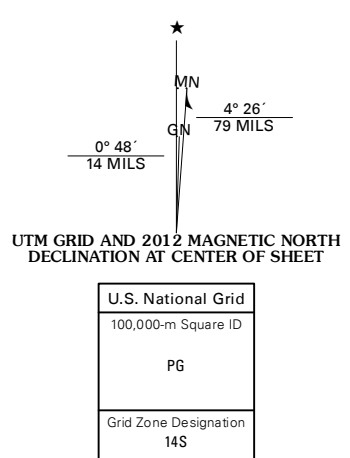 ★
MN
4° 26´
79 MILS
GN
0° 48´
14 MILS
UTM GRID AND 2012 MAGNETIC NORTH
DECLINATION AT CENTER OF SHEET
U.S. National Grid
100,000-m Square ID
PG
Grid Zone Designation
14S